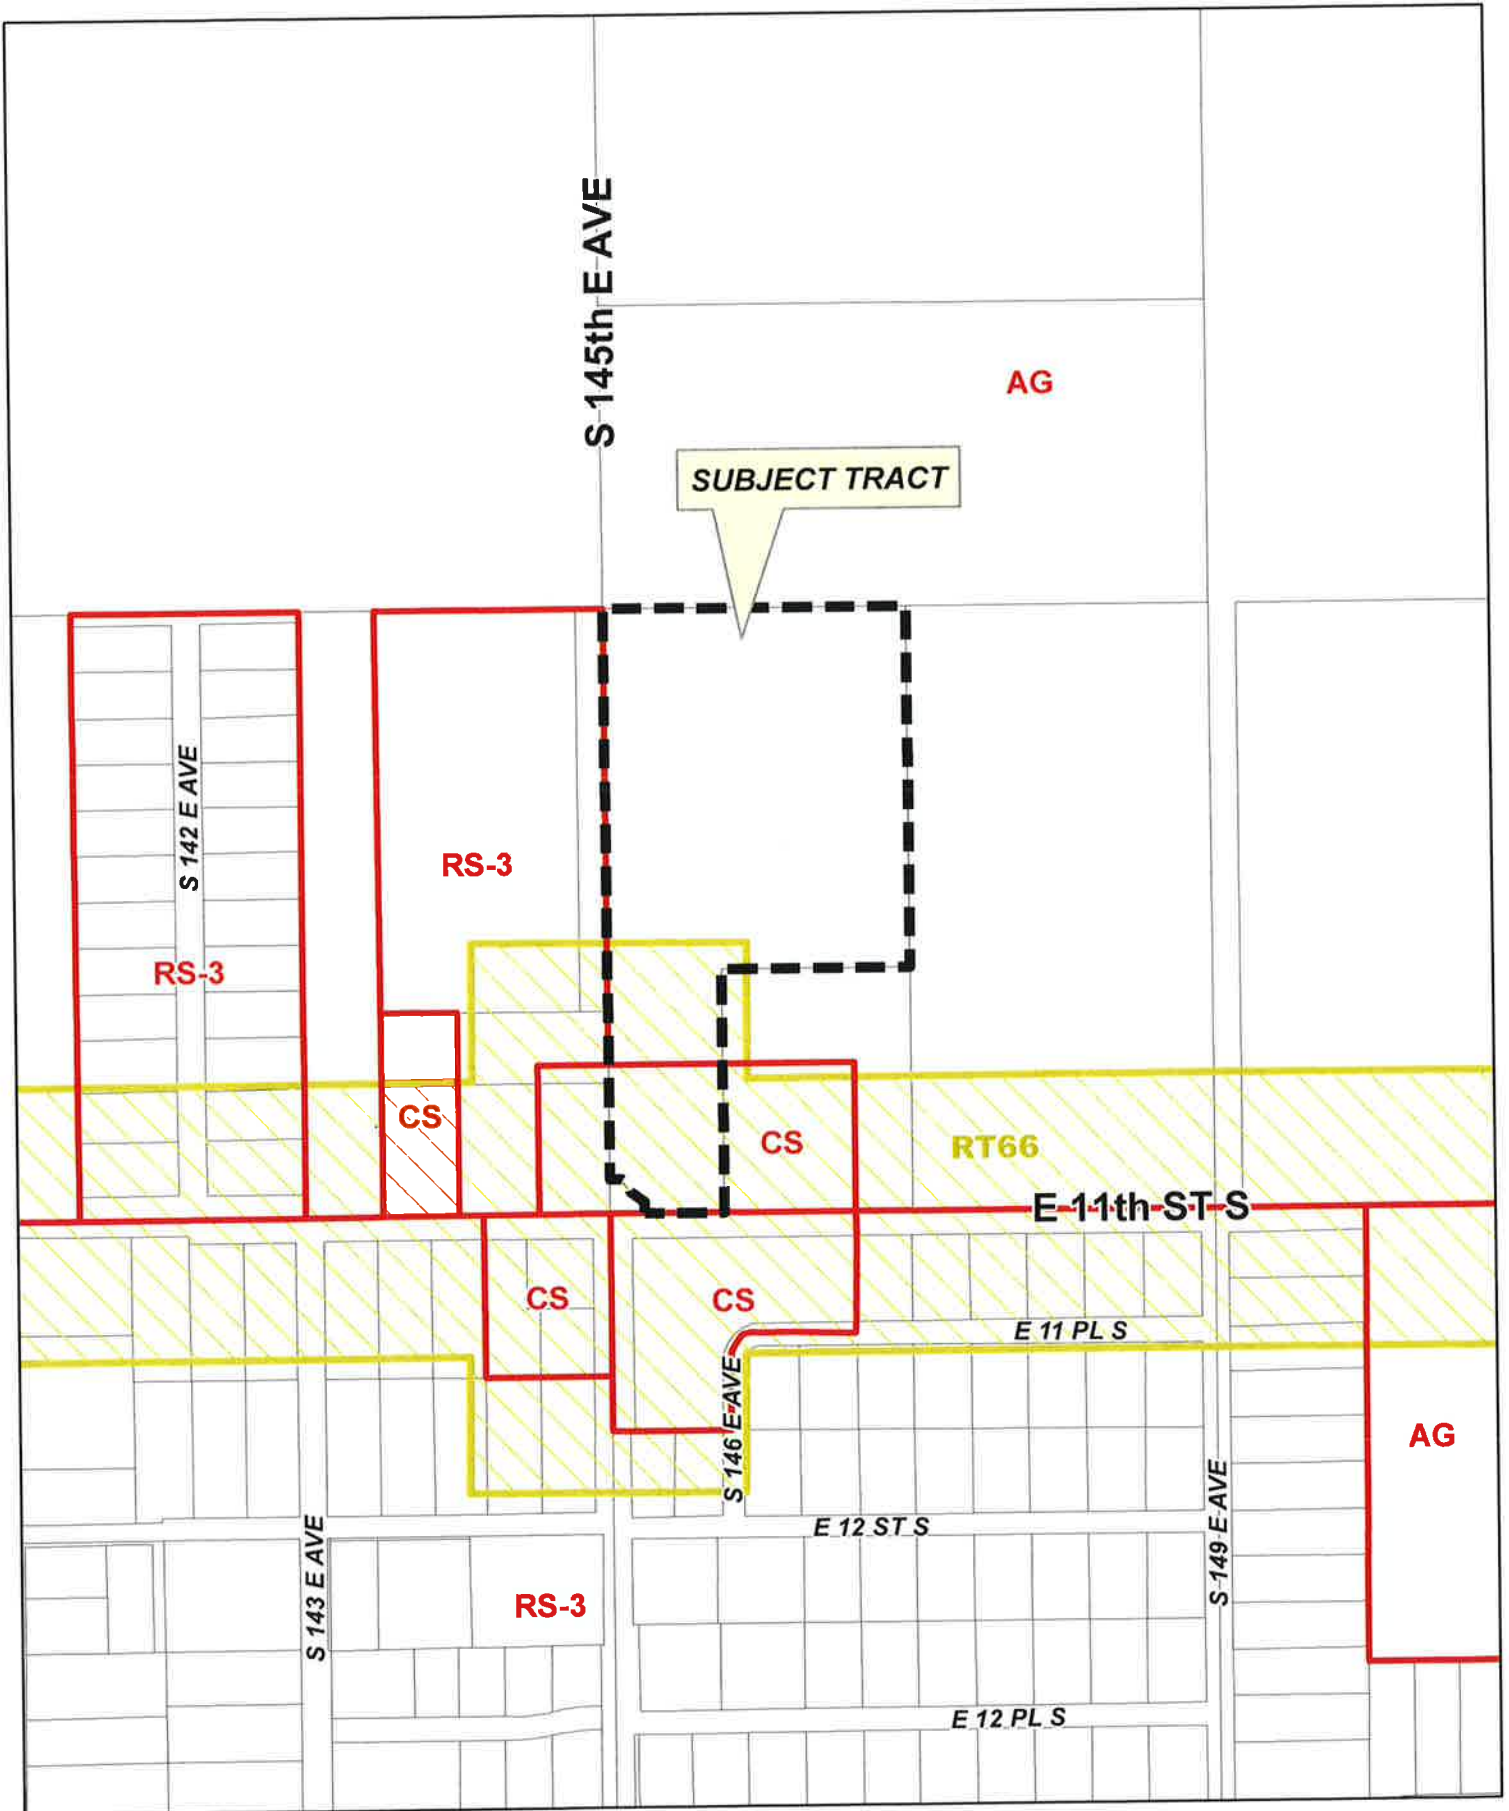 S 145th E AVE
AG
SUBJECT TRACT
S 142 E AVE
RS-3
RS-3
CS
CS
RT66
E 11th ST S
CS
CS
E 11 PL S
S 146 E AVE
AG
S 143 E AVE
E 12 ST S
S 149 E AVE
RS-3
E 12 PL S